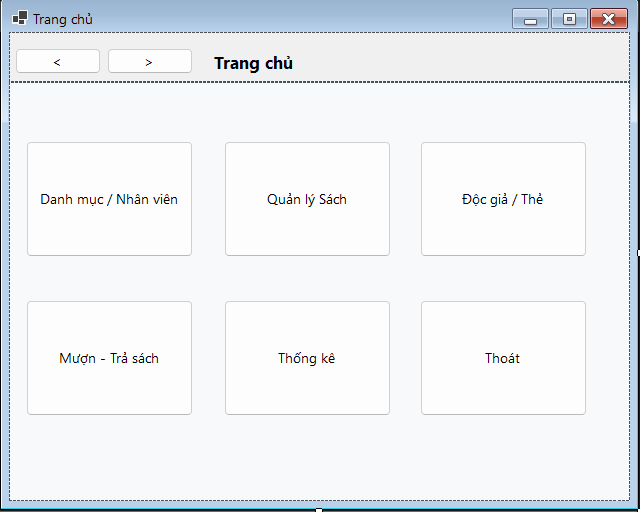 Trang chủ
< > Trang chủ
Danh mục / Nhân viên Quản lý Sách Độc giả / Thẻ
Mượn - Trả sách Thống kê Thoát